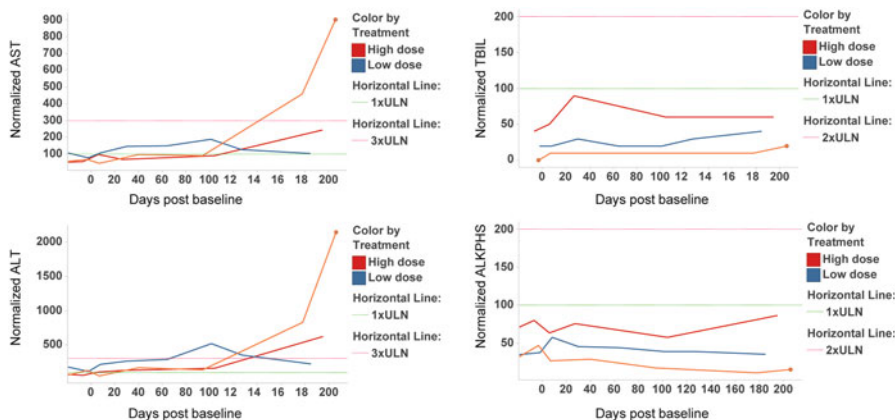 900
800
700
600
500
400
300
200
100
Normalized AST
0 20 40 60 80 100 12 14 16 18 200
Days post baseline
Color by
Treatment
High dose
Low dose
Horizontal Line:
1xULN
Horizontal Line:
3xULN
200
150
100
50
0
Normalized TBIL
0 20 40 60 80 100 12 14 16 18 200
Days post baseline
Color by
Treatment
High dose
Low dose
Horizontal Line:
1xULN
Horizontal Line:
2xULN
2000
1500
1000
500
Normalized ALT
0 20 40 60 80 100 12 14 16 18 200
Days post baseline
Color by
Treatment
High dose
Low dose
Horizontal Line:
1xULN
Horizontal Line:
3xULN
200
150
100
50
Normalized ALKPHS
0 20 40 60 80 100 120 140 160 180 200
Days post baseline
Color by
Treatment
High dose
Low dose
Horizontal Line:
1xULN
Horizontal Line:
2xULN